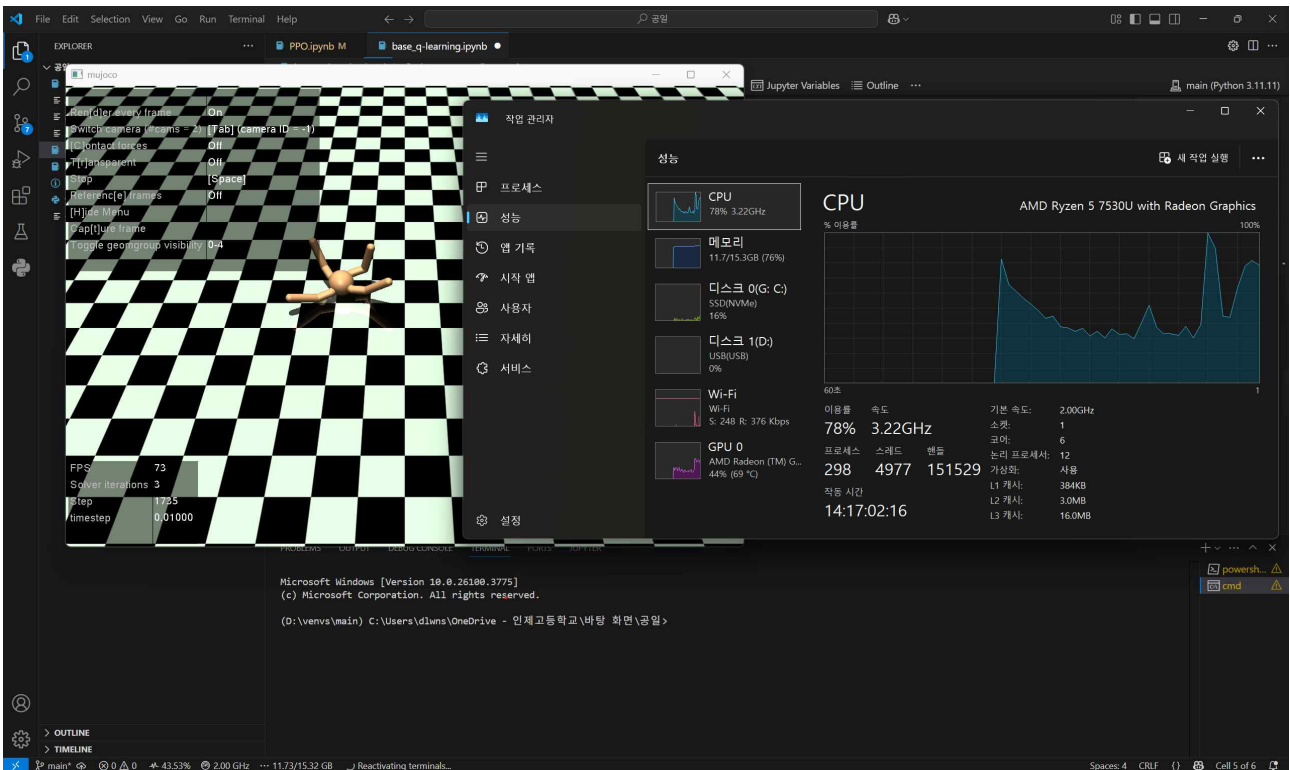 File Edit Selection View Go Run Terminal Help
공일
EXPLORER
PPO.ipynb M
base_q-learning.ipynb
Jupyter Variables
Outline
main (Python 3.11.11)
mujoco
[Ren[d]er every frame On
Switch camera (#cams = 2) [Tab] (camera ID = -1)
[C]ontact forces Off
T[r]ansparent Off
Stop [Space]
Referenc[e] frames Off
[H]ide Menu
Cap[t]ure frame
Toggle geomgroup visibility 0-4
FPS 73
Solver iterations 3
Step 1735
timestep 0.01000
작업 관리자
프로세스
성능
앱 기록
시작 앱
사용자
자세히
서비스
설정
성능
새 작업 실행
CPU
78% 3.22GHz
메모리
11.7/15.3GB (76%)
디스크 0(G: C:)
SSD(NVMe)
16%
디스크 1(D:)
USB(USB)
0%
Wi-Fi
Wi-Fi
S: 248 R: 376 Kbps
GPU 0
AMD Radeon (TM) G...
44% (69 °C)
CPU
AMD Ryzen 5 7530U with Radeon Graphics
% 이용률
100%
60초
1
이용률 속도
78% 3.22GHz
프로세스 스레드 핸들
298 4977 151529
작동 시간
14:17:02:16
기본 속도: 2.00GHz
소켓: 1
코어: 6
논리 프로세서: 12
가상화: 사용
L1 캐시: 384KB
L2 캐시: 3.0MB
L3 캐시: 16.0MB
PROBLEMS OUTPUT DEBUG CONSOLE TERMINAL PORTS JUPYTER
Microsoft Windows [Version 10.0.26100.3775]
(c) Microsoft Corporation. All rights reserved.
(D:\venvs\main) C:\Users\dlwns\OneDrive - 인제고등학교\바탕 화면\공일>
powersh...
cmd
OUTLINE
TIMELINE
main* 0 0 43.53% 2.00 GHz 11.73/15.32 GB Reactivating terminals...
Spaces: 4 CRLF {} Cell 5 of 6